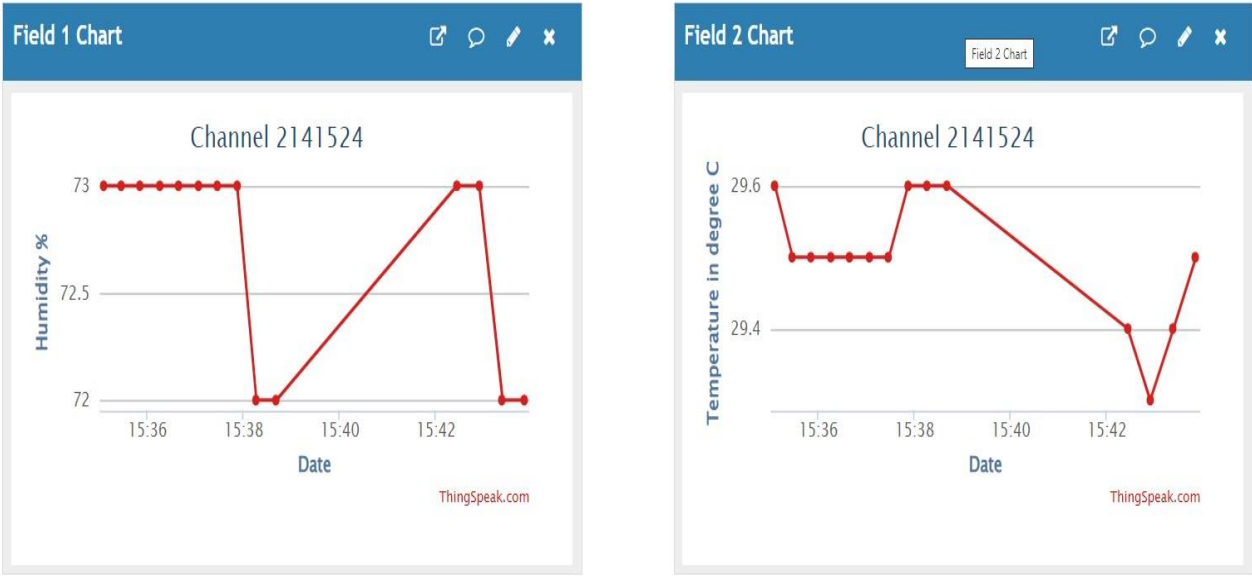 Field 1 Chart
Channel 2141524
Humidity %
73
72.5
72
15:36 15:38 15:40 15:42
Date
ThingSpeak.com
Field 2 Chart
Field 2 Chart
Channel 2141524
Temperature in degree C
29.6
29.4
15:36 15:38 15:40 15:42
Date
ThingSpeak.com